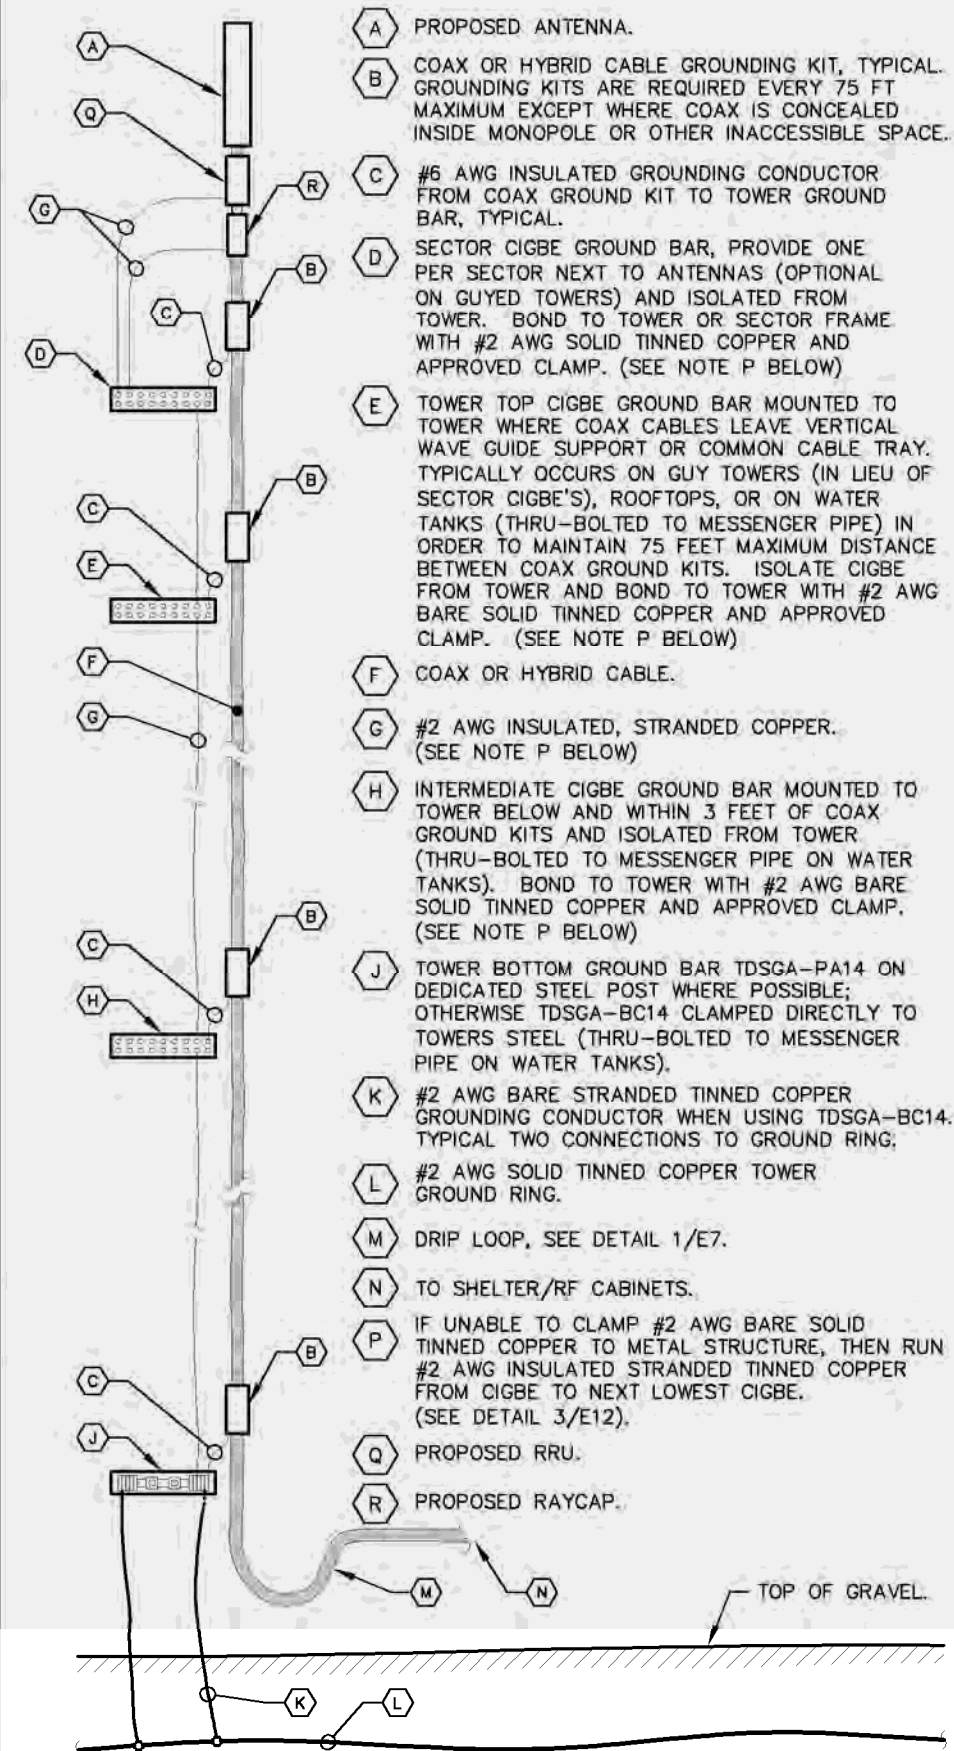 A PROPOSED ANTENNA.
B COAX OR HYBRID CABLE GROUNDING KIT, TYPICAL.
GROUNDING KITS ARE REQUIRED EVERY 75 FT
MAXIMUM EXCEPT WHERE COAX IS CONCEALED
INSIDE MONOPOLE OR OTHER INACCESSIBLE SPACE.
C #6 AWG INSULATED GROUNDING CONDUCTOR
FROM COAX GROUND KIT TO TOWER GROUND
BAR, TYPICAL.
D SECTOR CIGBE GROUND BAR, PROVIDE ONE
PER SECTOR NEXT TO ANTENNAS (OPTIONAL
ON GUYED TOWERS) AND ISOLATED FROM
TOWER. BOND TO TOWER OR SECTOR FRAME
WITH #2 AWG SOLID TINNED COPPER AND
APPROVED CLAMP. (SEE NOTE P BELOW)
E TOWER TOP CIGBE GROUND BAR MOUNTED TO
TOWER WHERE COAX CABLES LEAVE VERTICAL
WAVE GUIDE SUPPORT OR COMMON CABLE TRAY.
TYPICALLY OCCURS ON GUY TOWERS (IN LIEU OF
SECTOR CIGBE'S), ROOFTOPS, OR ON WATER
TANKS (THRU-BOLTED TO MESSENGER PIPE) IN
ORDER TO MAINTAIN 75 FEET MAXIMUM DISTANCE
BETWEEN COAX GROUND KITS. ISOLATE CIGBE
FROM TOWER AND BOND TO TOWER WITH #2 AWG
BARE SOLID TINNED COPPER AND APPROVED
CLAMP. (SEE NOTE P BELOW)
F COAX OR HYBRID CABLE.
G #2 AWG INSULATED, STRANDED COPPER.
(SEE NOTE P BELOW)
H INTERMEDIATE CIGBE GROUND BAR MOUNTED TO
TOWER BELOW AND WITHIN 3 FEET OF COAX
GROUND KITS AND ISOLATED FROM TOWER
(THRU-BOLTED TO MESSENGER PIPE ON WATER
TANKS). BOND TO TOWER WITH #2 AWG BARE
SOLID TINNED COPPER AND APPROVED CLAMP.
(SEE NOTE P BELOW)
J TOWER BOTTOM GROUND BAR TDSGA-PA14 ON
DEDICATED STEEL POST WHERE POSSIBLE;
OTHERWISE TDSGA-BC14 CLAMPED DIRECTLY TO
TOWERS STEEL (THRU-BOLTED TO MESSENGER
PIPE ON WATER TANKS).
K #2 AWG BARE STRANDED TINNED COPPER
GROUNDING CONDUCTOR WHEN USING TDSGA-BC14.
TYPICAL TWO CONNECTIONS TO GROUND RING.
L #2 AWG SOLID TINNED COPPER TOWER
GROUND RING.
M DRIP LOOP, SEE DETAIL 1/E7.
N TO SHELTER/RF CABINETS.
P IF UNABLE TO CLAMP #2 AWG BARE SOLID
TINNED COPPER TO METAL STRUCTURE, THEN RUN
#2 AWG INSULATED STRANDED TINNED COPPER
FROM CIGBE TO NEXT LOWEST CIGBE.
(SEE DETAIL 3/E12).
Q PROPOSED RRU.
R PROPOSED RAYCAP.
A
Q
R
G
B
C
D
B
C
E
F
G
B
C
H
B
C
J
M
N
TOP OF GRAVEL.
K
L